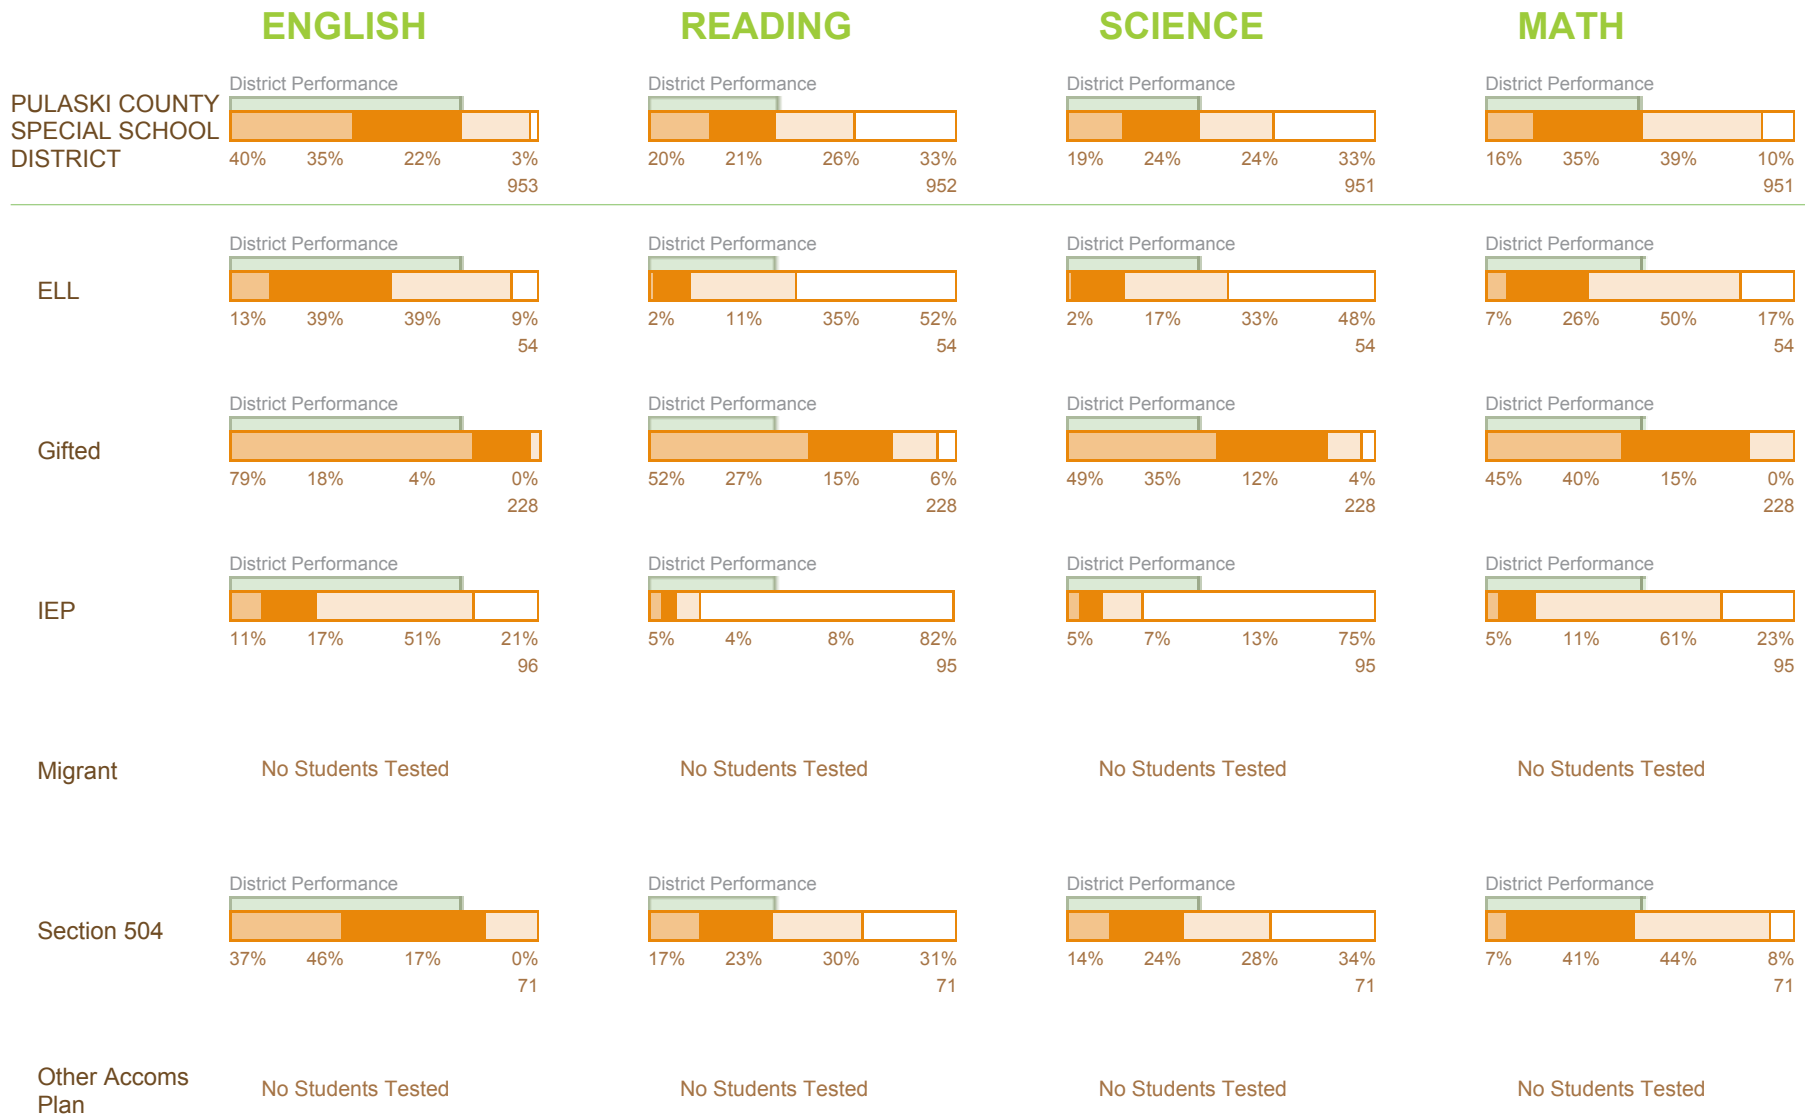 ENGLISH READING SCIENCE MATH
District Performance District Performance District Performance District Performance
PULASKI COUNTY
SPECIAL SCHOOL
DISTRICT
40% 35% 22% 3% 20% 21% 26% 33% 19% 24% 24% 33% 16% 35% 39% 10%
953 952 951 951
District Performance District Performance District Performance District Performance
ELL
13% 39% 39% 9% 2% 11% 35% 52% 2% 17% 33% 48% 7% 26% 50% 17%
54 54 54 54
District Performance District Performance District Performance District Performance
Gifted
79% 18% 4% 0% 52% 27% 15% 6% 49% 35% 12% 4% 45% 40% 15% 0%
228 228 228 228
District Performance District Performance District Performance District Performance
IEP
11% 17% 51% 21% 5% 4% 8% 82% 5% 7% 13% 75% 5% 11% 61% 23%
96 95 95 95
Migrant No Students Tested No Students Tested No Students Tested No Students Tested
District Performance District Performance District Performance District Performance
Section 504
37% 46% 17% 0% 17% 23% 30% 31% 14% 24% 28% 34% 7% 41% 44% 8%
71 71 71 71
Other Accoms
Plan
No Students Tested No Students Tested No Students Tested No Students Tested